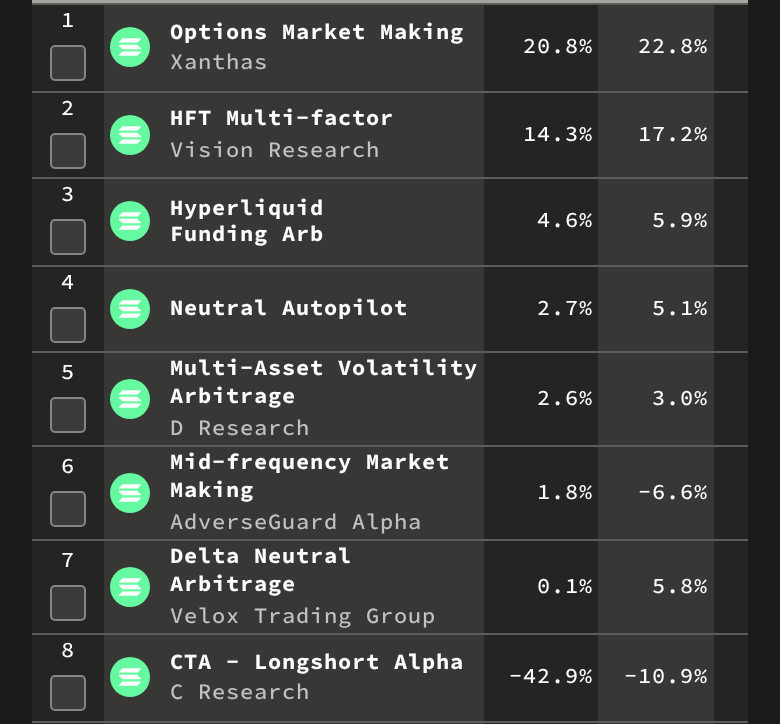 1
Options Market Making
Xanthas
20.8%
22.8%
2
HFT Multi-factor
Vision Research
14.3%
17.2%
3
Hyperliquid
Funding Arb
4.6%
5.9%
4
Neutral Autopilot
2.7%
5.1%
5
Multi-Asset Volatility
Arbitrage
D Research
2.6%
3.0%
6
Mid-frequency Market
Making
AdverseGuard Alpha
1.8%
-6.6%
7
Delta Neutral
Arbitrage
Velox Trading Group
0.1%
5.8%
8
CTA - Longshort Alpha
C Research
-42.9%
-10.9%